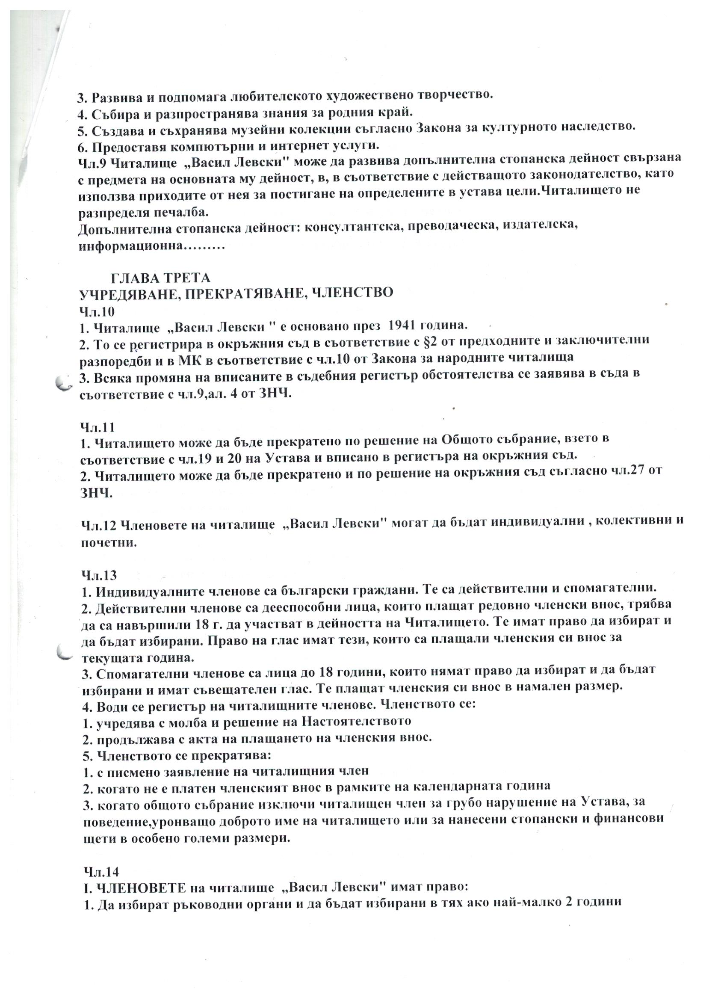 3. Развива и подпомага любителското художествено творчество.
4. Събира и разпространява знания за родния край.
5. Създава и съхранява музейни колекции съгласно Закона за културното наследство.
6. Предоставя компютърни и интернет услуги.
Чл.9 Читалище „Васил Левски" може да развива допълнителна стопанска дейност свързана
с предмета на основната му дейност, в, в съответствие с действащото законодателство, като
използва приходите от нея за постигане на определените в устава цели.Читалището не
разпределя печалба.
Допълнителна стопанска дейност: консултантска, преводаческа, издателска,
информационна………
ГЛАВА ТРЕТА
УЧРЕДЯВАНЕ, ПРЕКРАТЯВАНЕ, ЧЛЕНСТВО
Чл.10
1. Читалище „Васил Левски " е основано през 1941 година.
2. То се регистрира в окръжния съд в съответствие с §2 от предходните и заключителни
разпоредби и в МК в съответствие с чл.10 от Закона за народните читалища
3. Всяка промяна на вписаните в съдебния регистър обстоятелства се заявява в съда в
съответствие с чл.9,ал. 4 от ЗНЧ.
Чл.11
1. Читалището може да бъде прекратено по решение на Общото събрание, взето в
съответствие с чл.19 и 20 на Устава и вписано в регистъра на окръжния съд.
2. Читалището може да бъде прекратено и по решение на окръжния съд съгласно чл.27 от
ЗНЧ.
Чл.12 Членовете на читалище „Васил Левски" могат да бъдат индивидуални , колективни и
почетни.
Чл.13
1. Индивидуалните членове са български граждани. Те са действителни и спомагателни.
2. Действителни членове са дееспособни лица, които плащат редовно членски внос, трябва
да са навършили 18 г. да участват в дейността на Читалището. Те имат право да избират и
да бъдат избирани. Право на глас имат тези, които са плащали членския си внос за
текущата година.
3. Спомагателни членове са лица до 18 години, които нямат право да избират и да бъдат
избирани и имат съвещателен глас. Те плащат членския си внос в намален размер.
4. Води се регистър на читалищните членове. Членството се:
1. учредява с молба и решение на Настоятелството
2. продължава с акта на плащането на членския внос.
5. Членството се прекратява:
1. с писмено заявление на читалищния член
2. когато не е платен членският внос в рамките на календарната година
3. когато общото събрание изключи читалищен член за грубо нарушение на Устава, за
поведение,уронващо доброто име на читалището или за нанесени стопански и финансови
щети в особено големи размери.
Чл.14
I. ЧЛЕНОВЕТЕ на читалище „Васил Левски" имат право:
1. Да избират ръководни органи и да бъдат избирани в тях ако най-малко 2 години